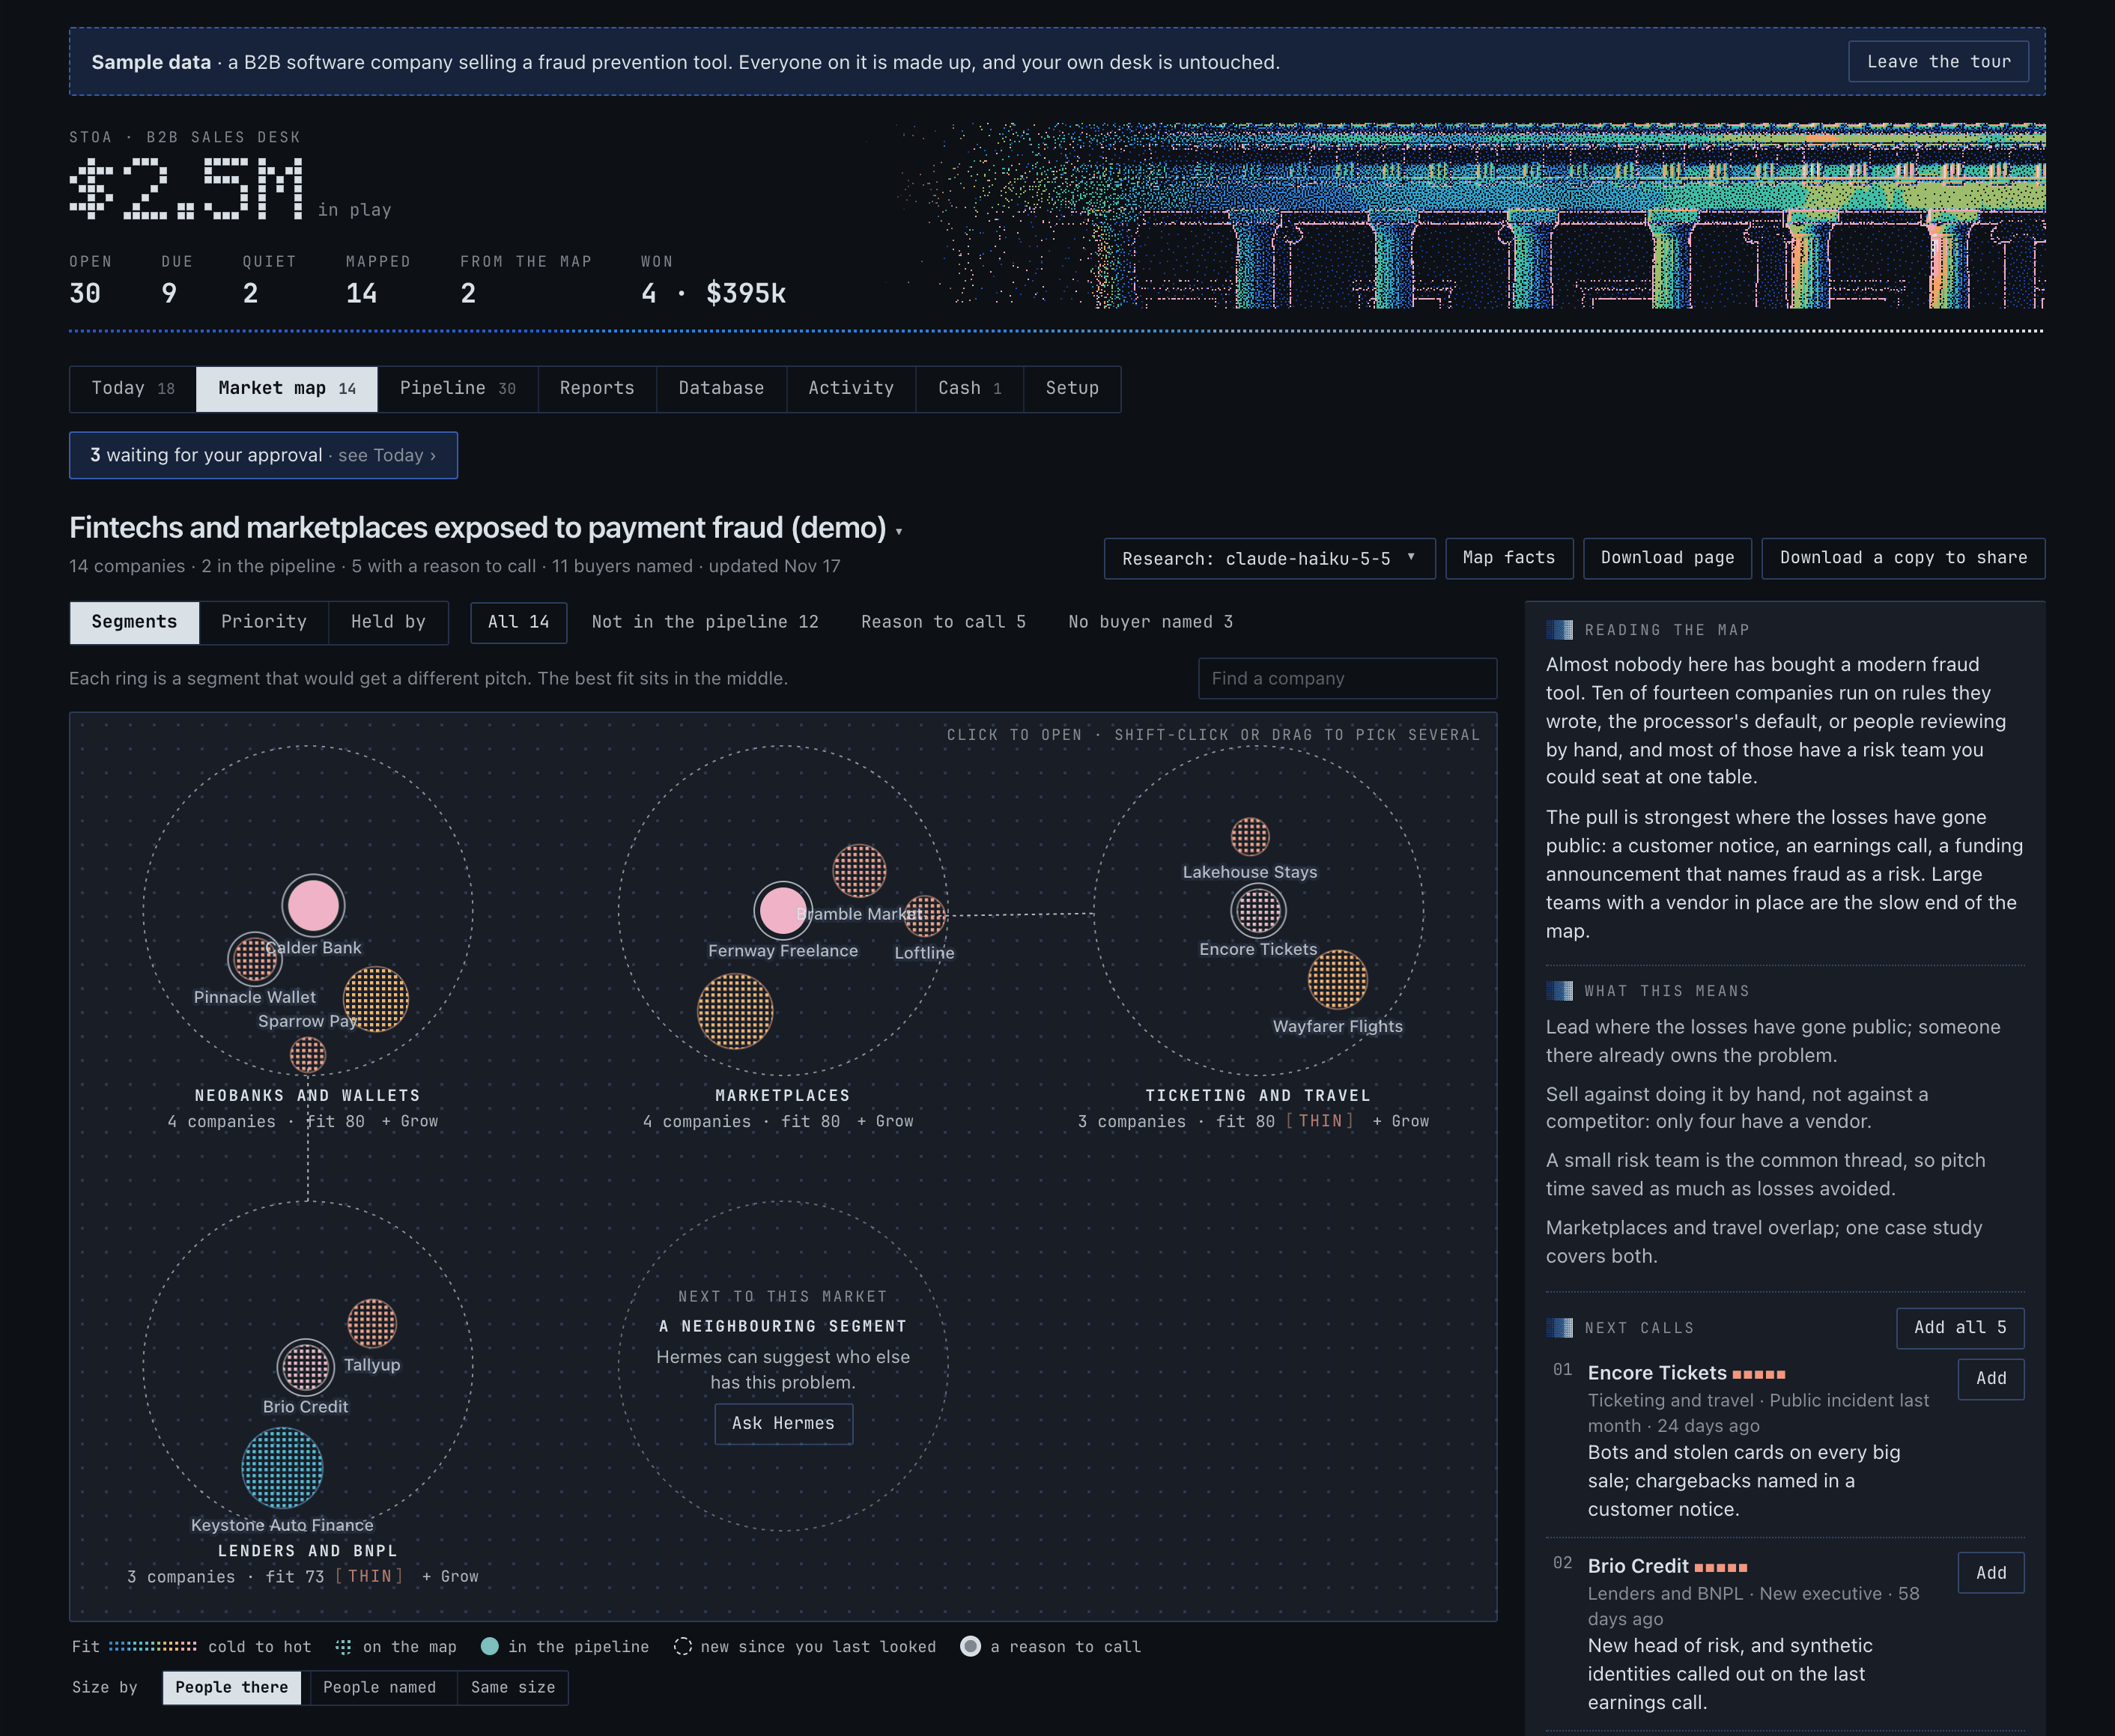 Sample data · a B2B software company selling a fraud prevention tool. Everyone on it is made up, and your own desk is untouched.
Leave the tour
STOA · B2B SALES DESK
$2.5M in play
OPEN DUE QUIET MAPPED FROM THE MAP WON
30 9 2 14 2 4 · $395k
Today 18 Market map 14 Pipeline 30 Reports Database Activity Cash 1 Setup
3 waiting for your approval · see Today ›
Fintechs and marketplaces exposed to payment fraud (demo) ▾
14 companies · 2 in the pipeline · 5 with a reason to call · 11 buyers named · updated Nov 17
Research: claude-haiku-5-5 ▾ Map facts Download page Download a copy to share
Segments Priority Held by All 14 Not in the pipeline 12 Reason to call 5 No buyer named 3
Each ring is a segment that would get a different pitch. The best fit sits in the middle.
Find a company
CLICK TO OPEN · SHIFT-CLICK OR DRAG TO PICK SEVERAL
Calder Bank
Pinnacle Wallet
Sparrow Pay
NEOBANKS AND WALLETS
4 companies · fit 80 + Grow
Bramble Market
Fernway Freelance
Loftline
MARKETPLACES
4 companies · fit 80 + Grow
Lakehouse Stays
Encore Tickets
Wayfarer Flights
TICKETING AND TRAVEL
3 companies · fit 80 [THIN] + Grow
Tallyup
Brio Credit
Keystone Auto Finance
LENDERS AND BNPL
3 companies · fit 73 [THIN] + Grow
NEXT TO THIS MARKET
A NEIGHBOURING SEGMENT
Hermes can suggest who else
has this problem.
Ask Hermes
Fit cold to hot on the map in the pipeline new since you last looked a reason to call
Size by People there People named Same size
READING THE MAP
Almost nobody here has bought a modern fraud
tool. Ten of fourteen companies run on rules they
wrote, the processor's default, or people reviewing
by hand, and most of those have a risk team you
could seat at one table.
The pull is strongest where the losses have gone
public: a customer notice, an earnings call, a funding
announcement that names fraud as a risk. Large
teams with a vendor in place are the slow end of the
map.
WHAT THIS MEANS
Lead where the losses have gone public; someone
there already owns the problem.
Sell against doing it by hand, not against a
competitor: only four have a vendor.
A small risk team is the common thread, so pitch
time saved as much as losses avoided.
Marketplaces and travel overlap; one case study
covers both.
NEXT CALLS
Add all 5
01 Encore Tickets
Add
Ticketing and travel · Public incident last
month · 24 days ago
Bots and stolen cards on every big
sale; chargebacks named in a
customer notice.
02 Brio Credit
Add
Lenders and BNPL · New executive · 58
days ago
New head of risk, and synthetic
identities called out on the last
earnings call.